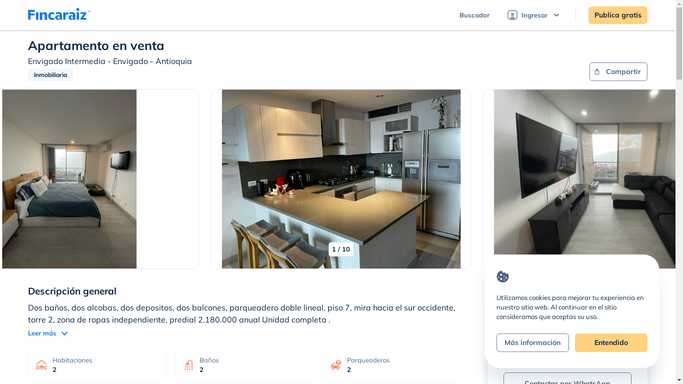 Fincaraiz
Buscador
Ingresar
Publica gratis
Apartamento en venta
Envigado Intermedia - Envigado - Antioquia
Inmobiliaria
Compartir
1 / 10
Descripción general
Dos baños, dos alcobas, dos depositos, dos balcones, parqueadero doble lineal, piso 7, mira hacia el sur occidente,
torre 2, zona de ropas independiente, predial 2.180.000 anual Unidad completa .
Leer más
Habitaciones
2
Baños
2
Parqueaderos
2
Utilizamos cookies para mejorar tu experiencia en
nuestro sitio web. Al continuar en el sitio
consideramos que aceptas su uso.
Más información
Entendido
Contactar por WhatsApp